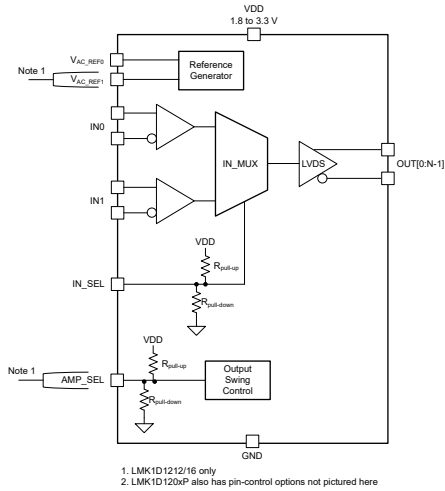 VDD
1.8 to 3.3 V
Note 1
VAC_REF0
VAC_REF1
Reference
Generator
IN0
IN_MUX
LVDS
OUT[0:N-1]
IN1
VDD
Rpull-up
IN_SEL
Rpull-down
VDD
Rpull-up
Note 1
AMP_SEL
Output
Swing
Control
Rpull-down
GND
1. LMK1D1212/16 only
2. LMK1D120xP also has pin-control options not pictured here